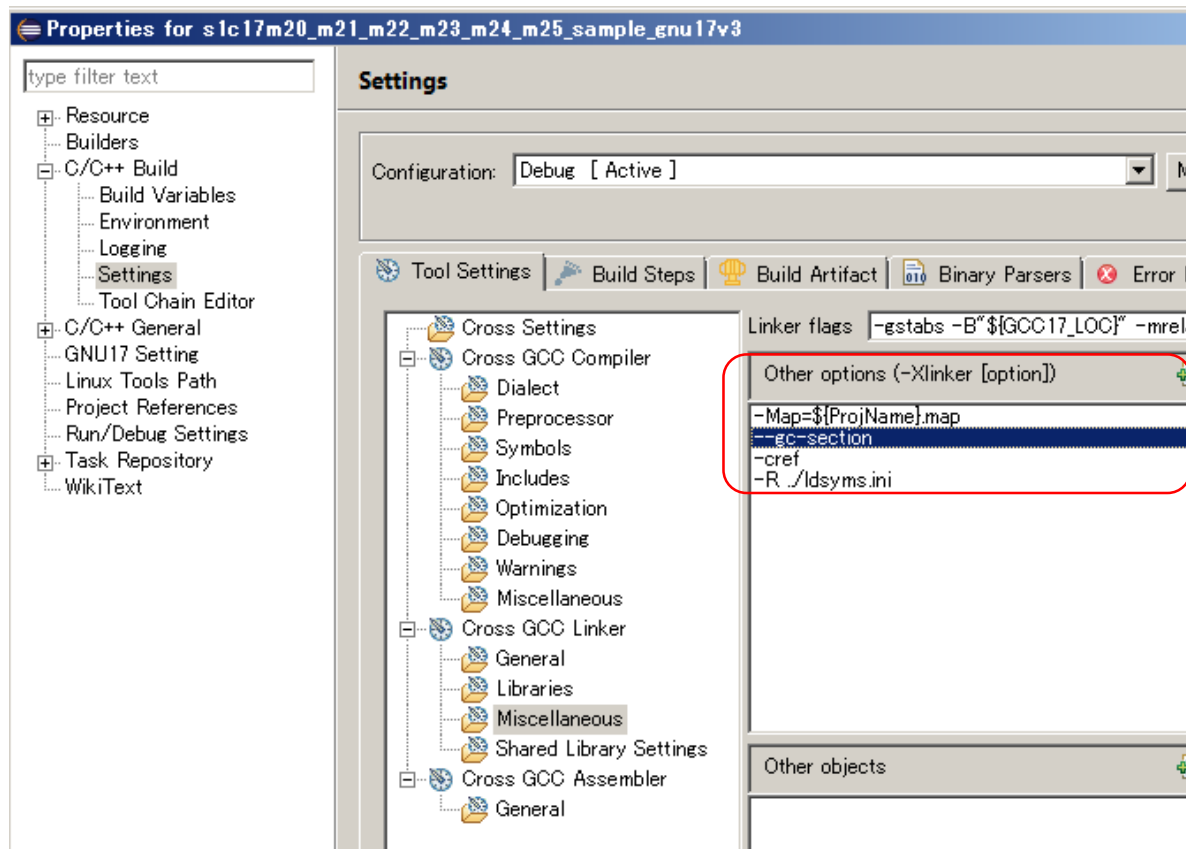 Properties for s1c17m20_m21_m22_m23_m24_m25_sample_gnu17v3
type filter text
Resource
Builders
C/C++ Build
Build Variables
Environment
Logging
Settings
Tool Chain Editor
C/C++ General
GNU17 Setting
Linux Tools Path
Project References
Run/Debug Settings
Task Repository
WikiText
Settings
Configuration: Debug [ Active ]
Tool Settings Build Steps Build Artifact Binary Parsers Error
Cross Settings
Cross GCC Compiler
Dialect
Preprocessor
Symbols
Includes
Optimization
Debugging
Warnings
Miscellaneous
Cross GCC Linker
General
Libraries
Miscellaneous
Shared Library Settings
Cross GCC Assembler
General
Linker flags -gstabs -B"${GCC17_LOC}" -mrel
Other options (-Xlinker [option])
-Map=${ProjName}.map
--gc-section
-cref
-R ./ldsyms.ini
Other objects